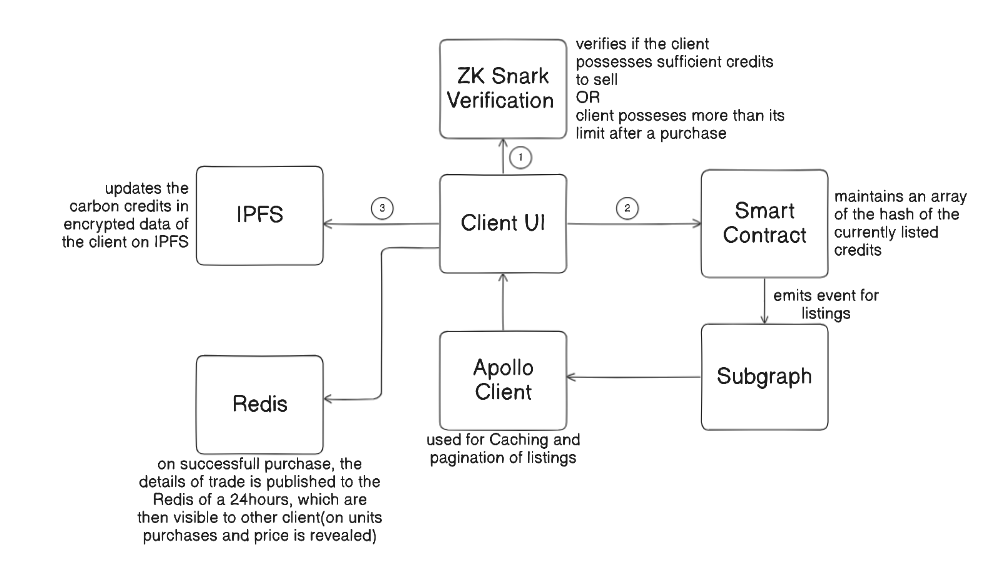 ZK Snark
Verification
verifies if the client
possesses sufficient credits
to sell
OR
client posseses more than its
limit after a purchase
1
updates the
carbon credits in
encrypted data of
the client on IPFS
IPFS
3
Client UI
2
Smart
Contract
maintains an array
of the hash of the
currently listed
credits
emits event for
listings
Redis
on successfull purchase, the
details of trade is published to the
Redis of a 24hours, which are
then visible to other client(on units
purchases and price is revealed)
Apollo
Client
used for Caching and
pagination of listings
Subgraph